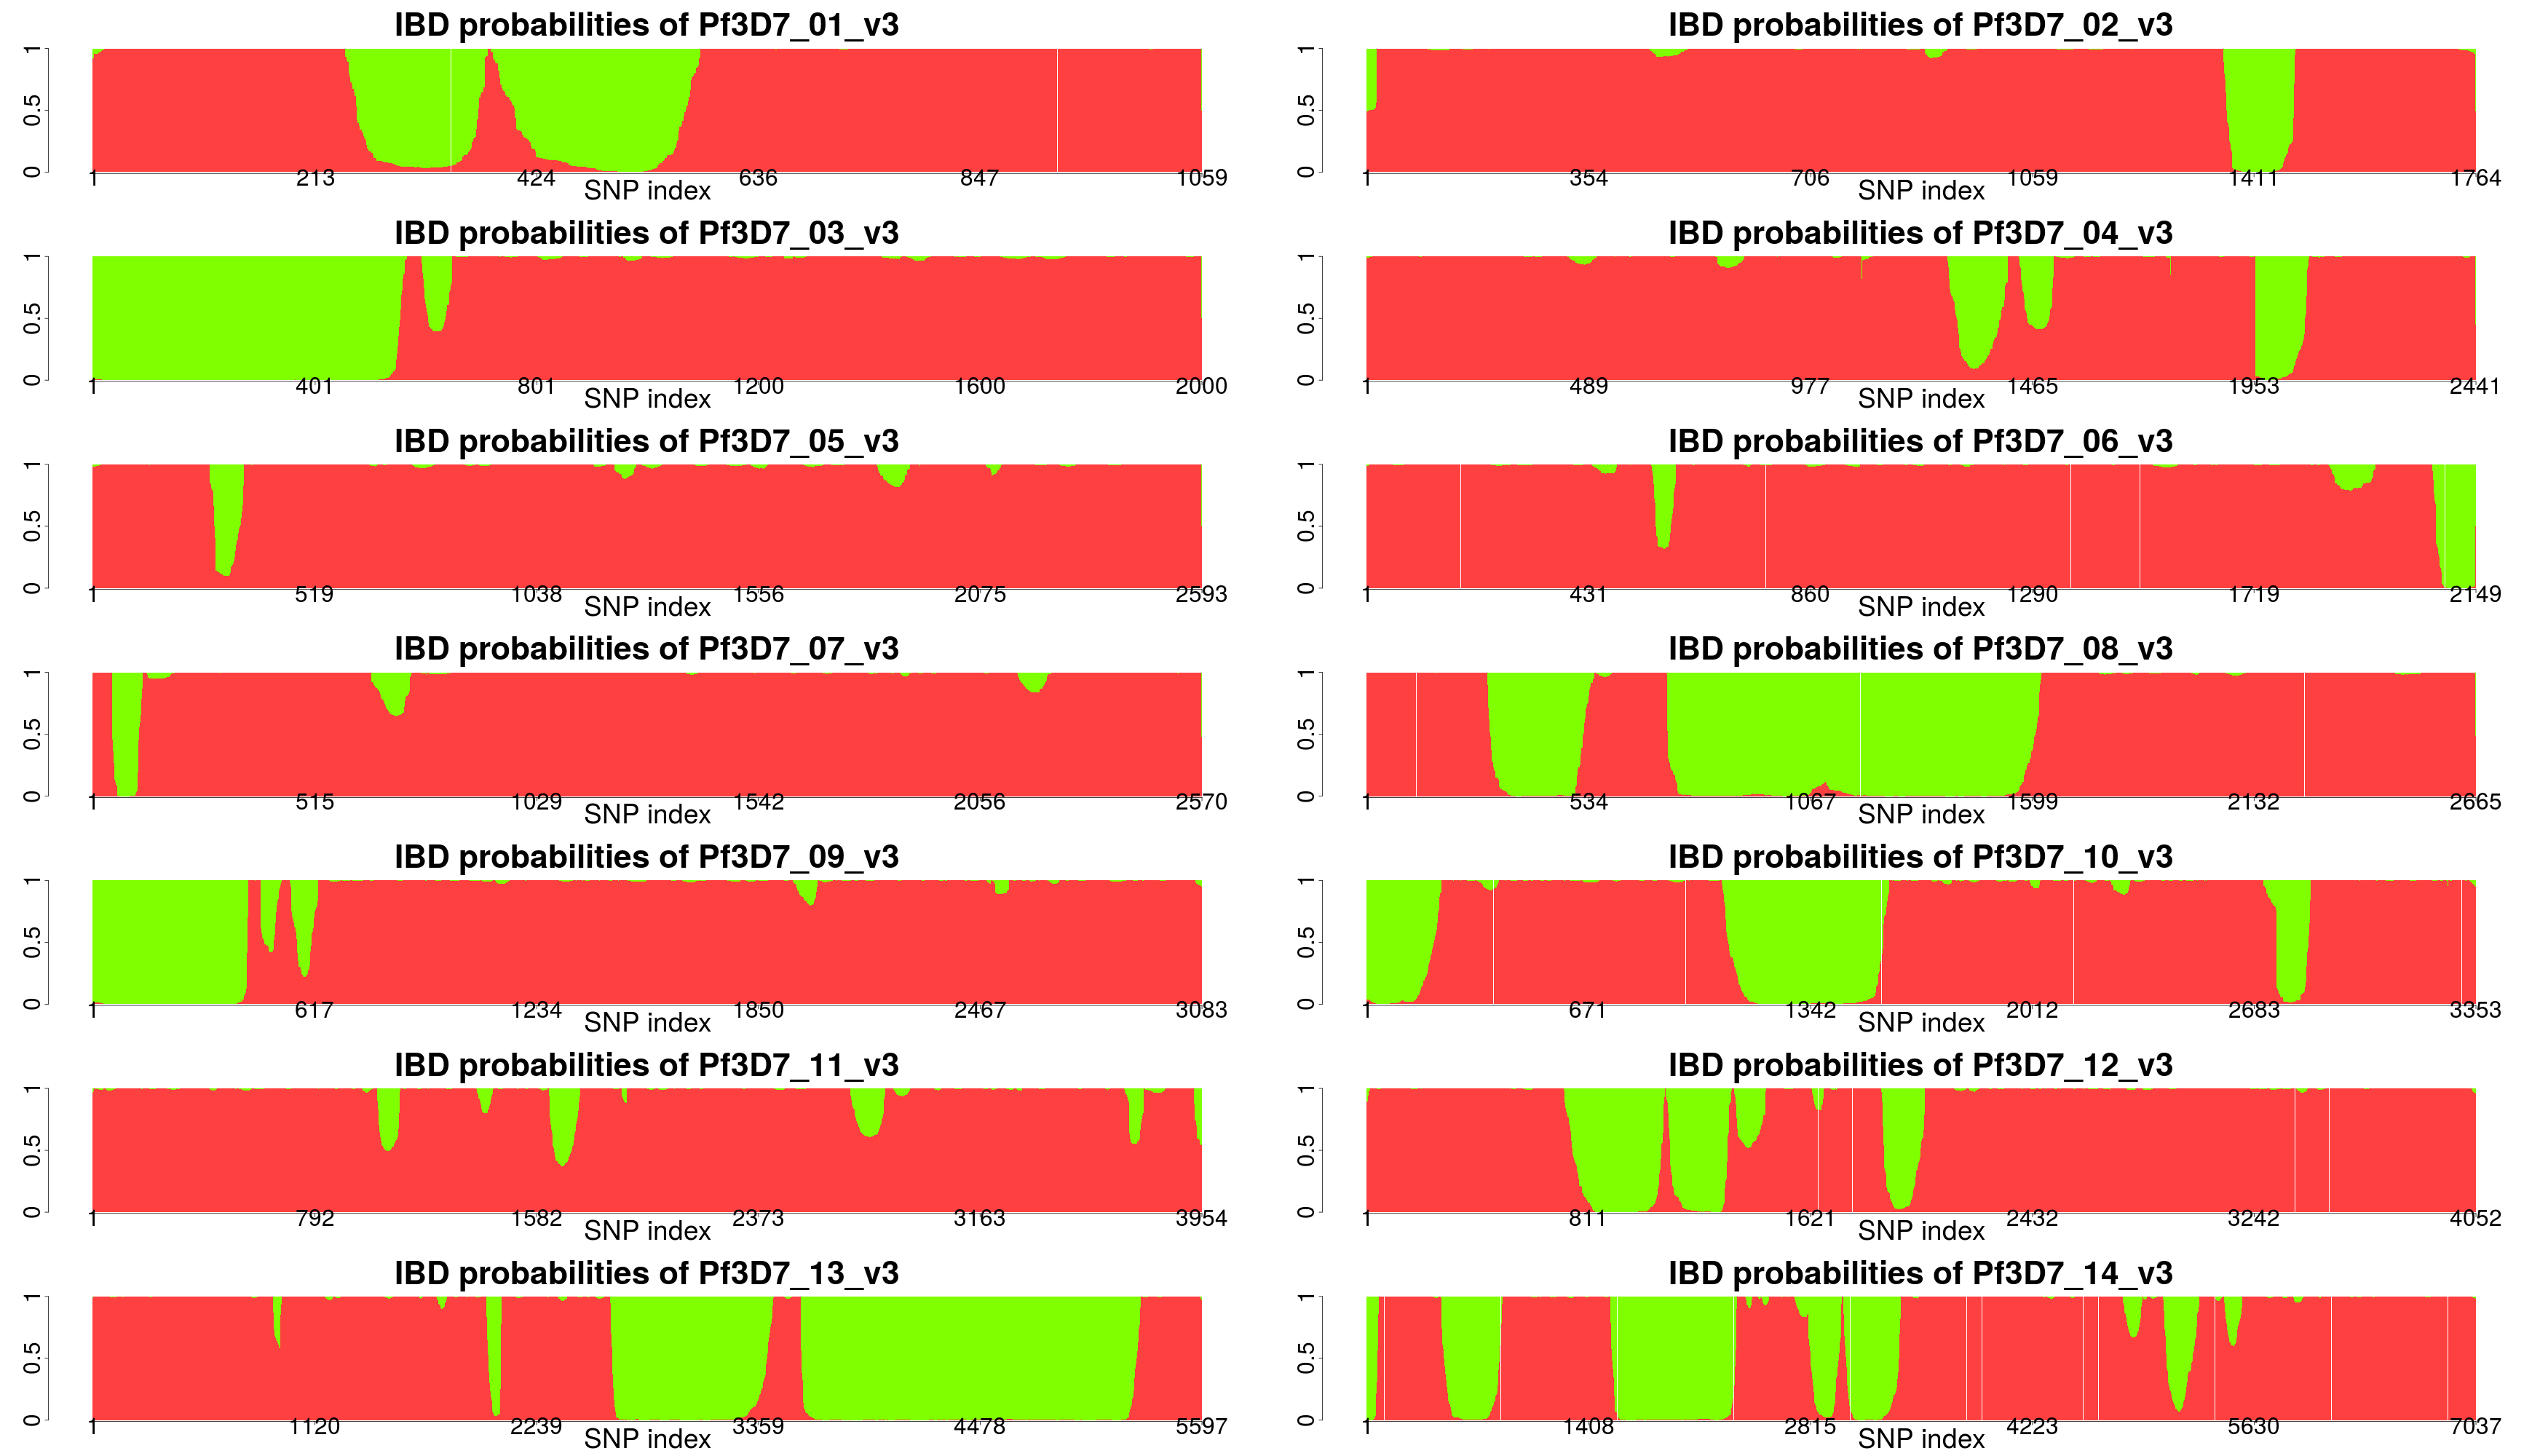 IBD probabilities of Pf3D7_01_v3
0 0.5 1
1 213 424 636 847 1059
SNP index
IBD probabilities of Pf3D7_02_v3
0 0.5 1
1 354 706 1059 1411 1764
SNP index
IBD probabilities of Pf3D7_03_v3
0 0.5 1
1 401 801 1200 1600 2000
SNP index
IBD probabilities of Pf3D7_04_v3
0 0.5 1
1 489 977 1465 1953 2441
SNP index
IBD probabilities of Pf3D7_05_v3
0 0.5 1
1 519 1038 1556 2075 2593
SNP index
IBD probabilities of Pf3D7_06_v3
0 0.5 1
1 431 860 1290 1719 2149
SNP index
IBD probabilities of Pf3D7_07_v3
0 0.5 1
1 515 1029 1542 2056 2570
SNP index
IBD probabilities of Pf3D7_08_v3
0 0.5 1
1 534 1067 1599 2132 2665
SNP index
IBD probabilities of Pf3D7_09_v3
0 0.5 1
1 617 1234 1850 2467 3083
SNP index
IBD probabilities of Pf3D7_10_v3
0 0.5 1
1 671 1342 2012 2683 3353
SNP index
IBD probabilities of Pf3D7_11_v3
0 0.5 1
1 792 1582 2373 3163 3954
SNP index
IBD probabilities of Pf3D7_12_v3
0 0.5 1
1 811 1621 2432 3242 4052
SNP index
IBD probabilities of Pf3D7_13_v3
0 0.5 1
1 1120 2239 3359 4478 5597
SNP index
IBD probabilities of Pf3D7_14_v3
0 0.5 1
1 1408 2815 4223 5630 7037
SNP index